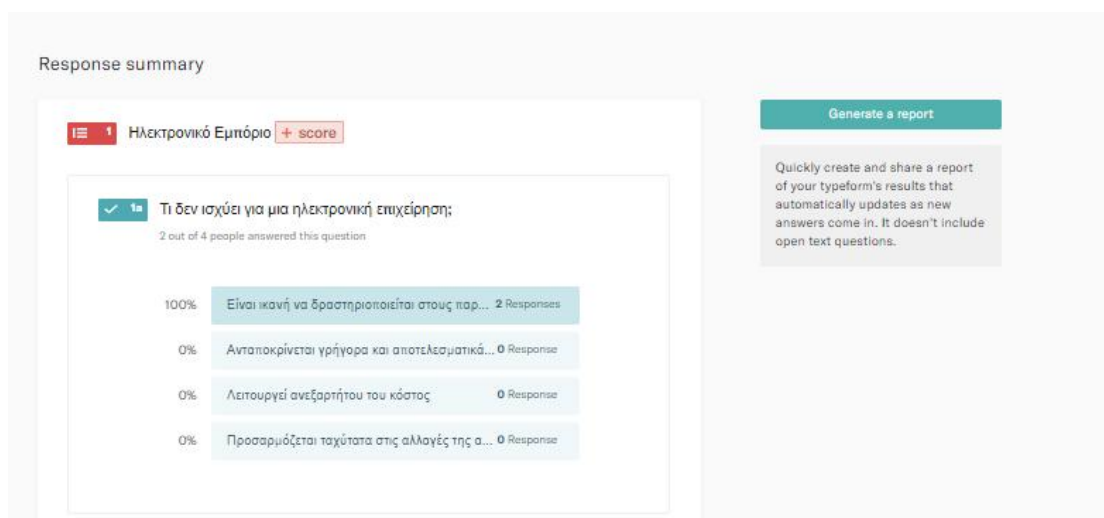 Response summary
1 Ηλεκτρονικό Εμπόριο + score
Generate a report
Quickly create and share a report
of your typeform's results that
automatically updates as new
answers come in. It doesn't include
open text questions.
1a Τι δεν ισχύει για μια ηλεκτρονική επιχείρηση;
2 out of 4 people answered this question
100% Είναι ικανή να δραστηριοποιείται στους παρ... 2 Responses
0% Ανταποκρίνεται γρήγορα και αποτελεσματικά... 0 Response
0% Λειτουργεί ανεξαρτήτου του κόστος 0 Response
0% Προσαρμόζεται ταχύτατα στις αλλαγές της α... 0 Response